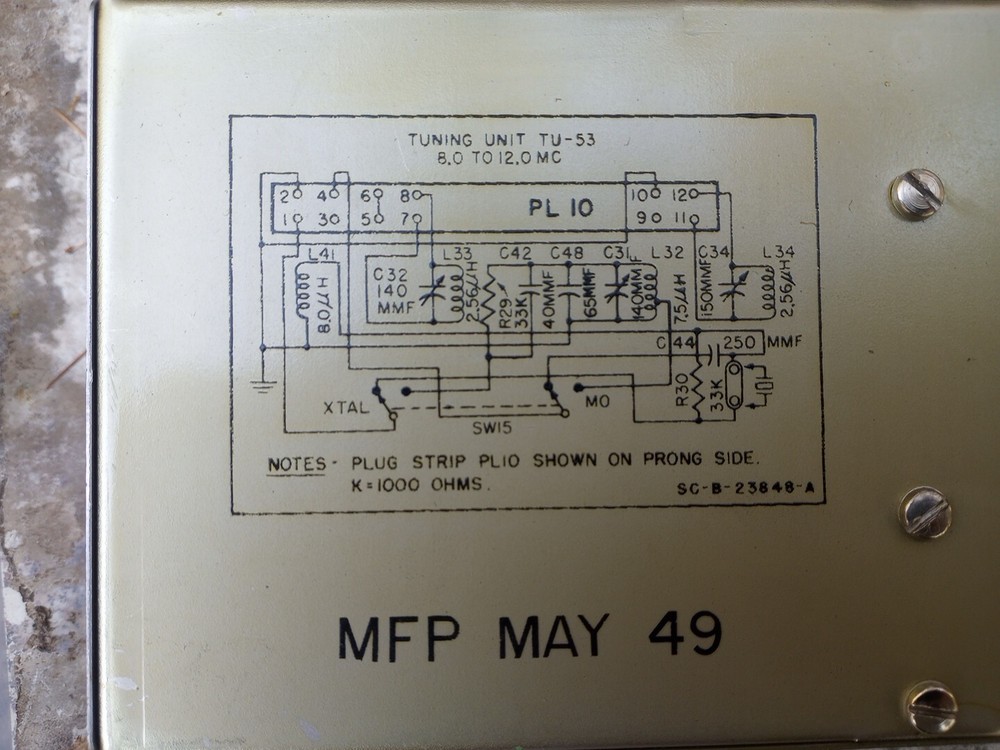 TUNING UNIT TU-53
8.0 TO 12.0 MC
2 4 6 8 10 12
PL 10
1 3 5 7 9 11
L41 L33 C42 C48 C31 L32 C34 L34
C32
140
MMF
8.0μH
2.56μH
R29
33K
40MMF
65MMF
140MMF
7.5μH
150MMF
2.56μH
C44 250 MMF
R30
33K
XTAL
MO
SW15
NOTES - PLUG STRIP PL10 SHOWN ON PRONG SIDE.
K=1000 OHMS.
SC-B-23848-A
MFP MAY 49